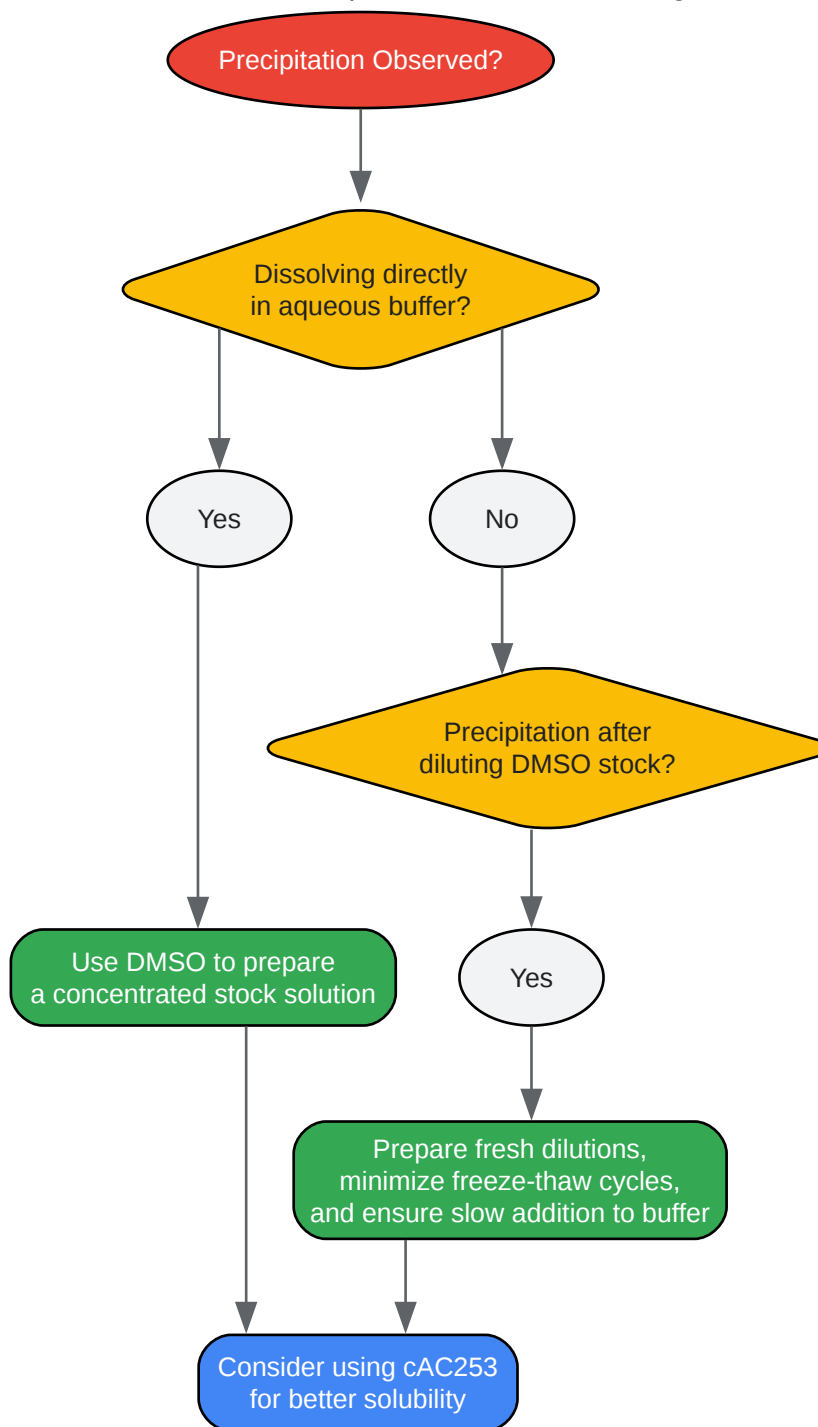 Precipitation Observed?
Dissolving directly
in aqueous buffer?
Yes
No
Precipitation after
diluting DMSO stock?
Use DMSO to prepare
a concentrated stock solution
Yes
Prepare fresh dilutions,
minimize freeze-thaw cycles,
and ensure slow addition to buffer
Consider using cAC253
for better solubility